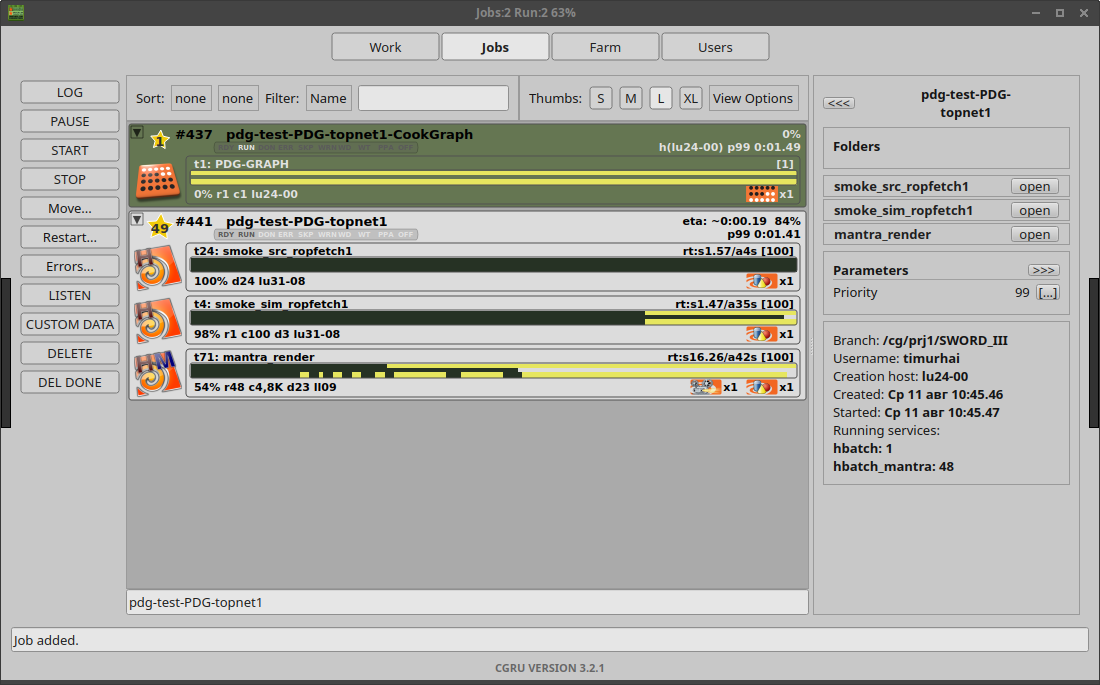 Jobs:2 Run:2 63%
Work Jobs Farm Users
LOG
PAUSE
START
STOP
Move...
Restart...
Errors...
LISTEN
CUSTOM DATA
DELETE
DEL DONE
Sort: none none Filter: Name Thumbs: S M L XL View Options
1 #437 pdg-test-PDG-topnet1-CookGraph 0%
RDY RUN DON ERR SKP WRN WD WT PPA OFF h(lu24-00) p99 0:01.49
t1: PDG-GRAPH [1]
0% r1 c1 lu24-00 x1
49 #441 pdg-test-PDG-topnet1 eta: ~0:00.19 84%
RDY RUN DON ERR SKP WRN WD WT PPA OFF p99 0:01.41
t24: smoke_src_ropfetch1 rt:s1.57/a4s [100]
100% d24 lu31-08 x1
t4: smoke_sim_ropfetch1 rt:s1.47/a35s [100]
98% r1 c100 d3 lu31-08 x1
M
t71: mantra_render rt:s16.26/a42s [100]
54% r48 c4,8K d23 ll09 x1 x1
pdg-test-PDG-topnet1
<<< pdg-test-PDG-
topnet1
Folders
smoke_src_ropfetch1 open
smoke_sim_ropfetch1 open
mantra_render open
Parameters >>>
Priority 99 [...]
Branch: /cg/prj1/SWORD_III
Username: timurhai
Creation host: lu24-00
Created: Ср 11 авг 10:45.46
Started: Ср 11 авг 10:45.47
Running services:
hbatch: 1
hbatch_mantra: 48
Job added.
CGRU VERSION 3.2.1